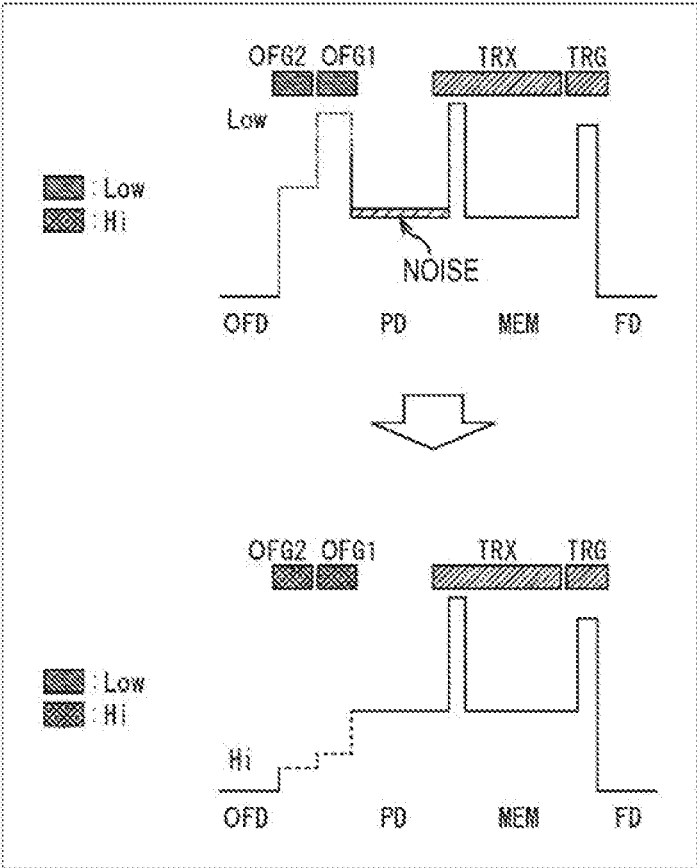 OFG2 OFG1 TRX TRG
Low
: Low
: Hi
NOISE
OFD PD MEM FD
OFG2 OFG1 TRX TRG
: Low
: Hi
Hi
OFD PD MEM FD